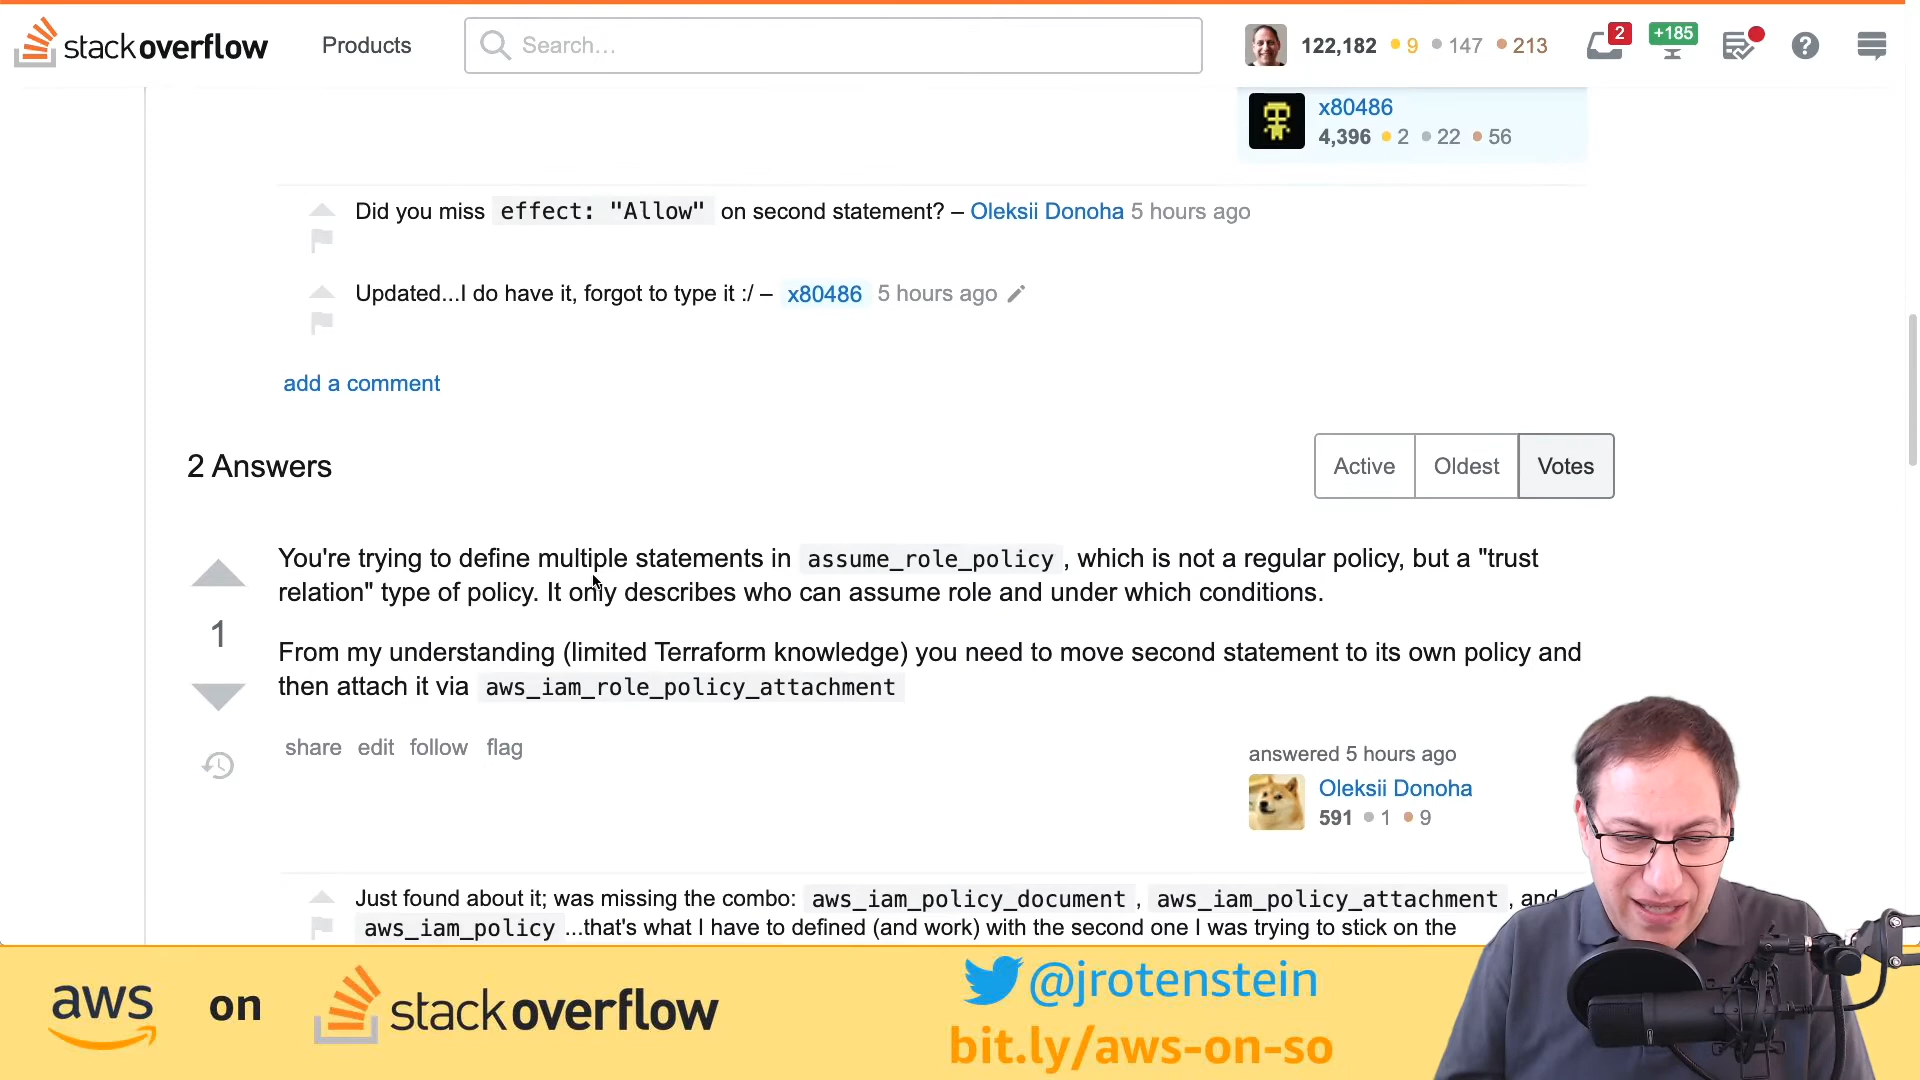 stackoverflow Products Search... 122,182 9 147 213 2 +185
x80486
4,396 2 22 56
Did you miss effect: "Allow" on second statement? – Oleksii Donoha 5 hours ago
Updated...I do have it, forgot to type it :/ – x80486 5 hours ago
add a comment
2 Answers Active Oldest Votes
You're trying to define multiple statements in assume_role_policy , which is not a regular policy, but a "trust
relation" type of policy. It only describes who can assume role and under which conditions.
1
From my understanding (limited Terraform knowledge) you need to move second statement to its own policy and
then attach it via aws_iam_role_policy_attachment
share edit follow flag
answered 5 hours ago
Oleksii Donoha
591 1 9
Just found about it; was missing the combo: aws_iam_policy_document , aws_iam_policy_attachment , and
aws_iam_policy ...that's what I have to defined (and work) with the second one I was trying to stick on the
aws on stackoverflow
@jrotenstein
bit.ly/aws-on-so